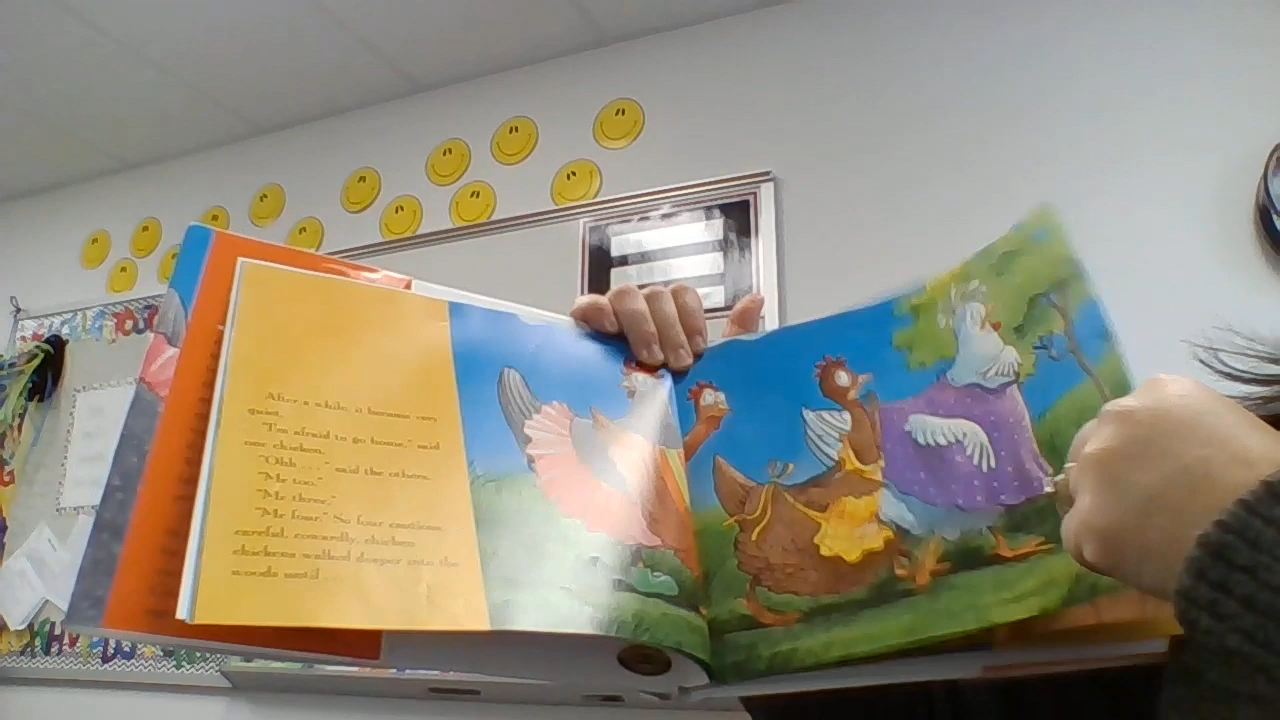 After a while, it became very
quiet.
"I'm afraid to go home," said
one chicken.
"Ohh . . ." said the others.
"Me too."
"Me three."
"Me four." So four cautious,
careful, cowardly, chicken
chickens walked deeper into the
woods until